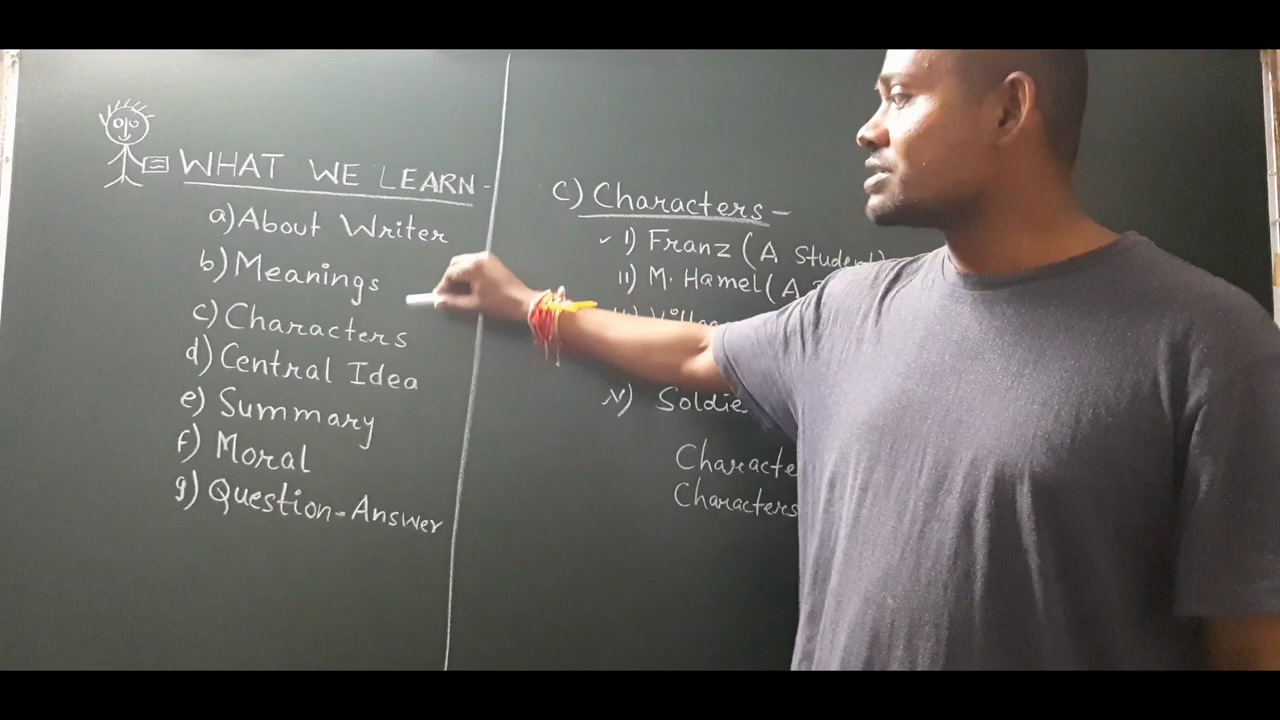 WHAT WE LEARN -
a) About Writer
b) Meanings
c) Characters
d) Central Idea
e) Summary
f) Moral
g) Question-Answer
C) Characters -
✓ I) Franz (A Student)
II) M. Hamel (A
V) Soldie
Characte
Characters